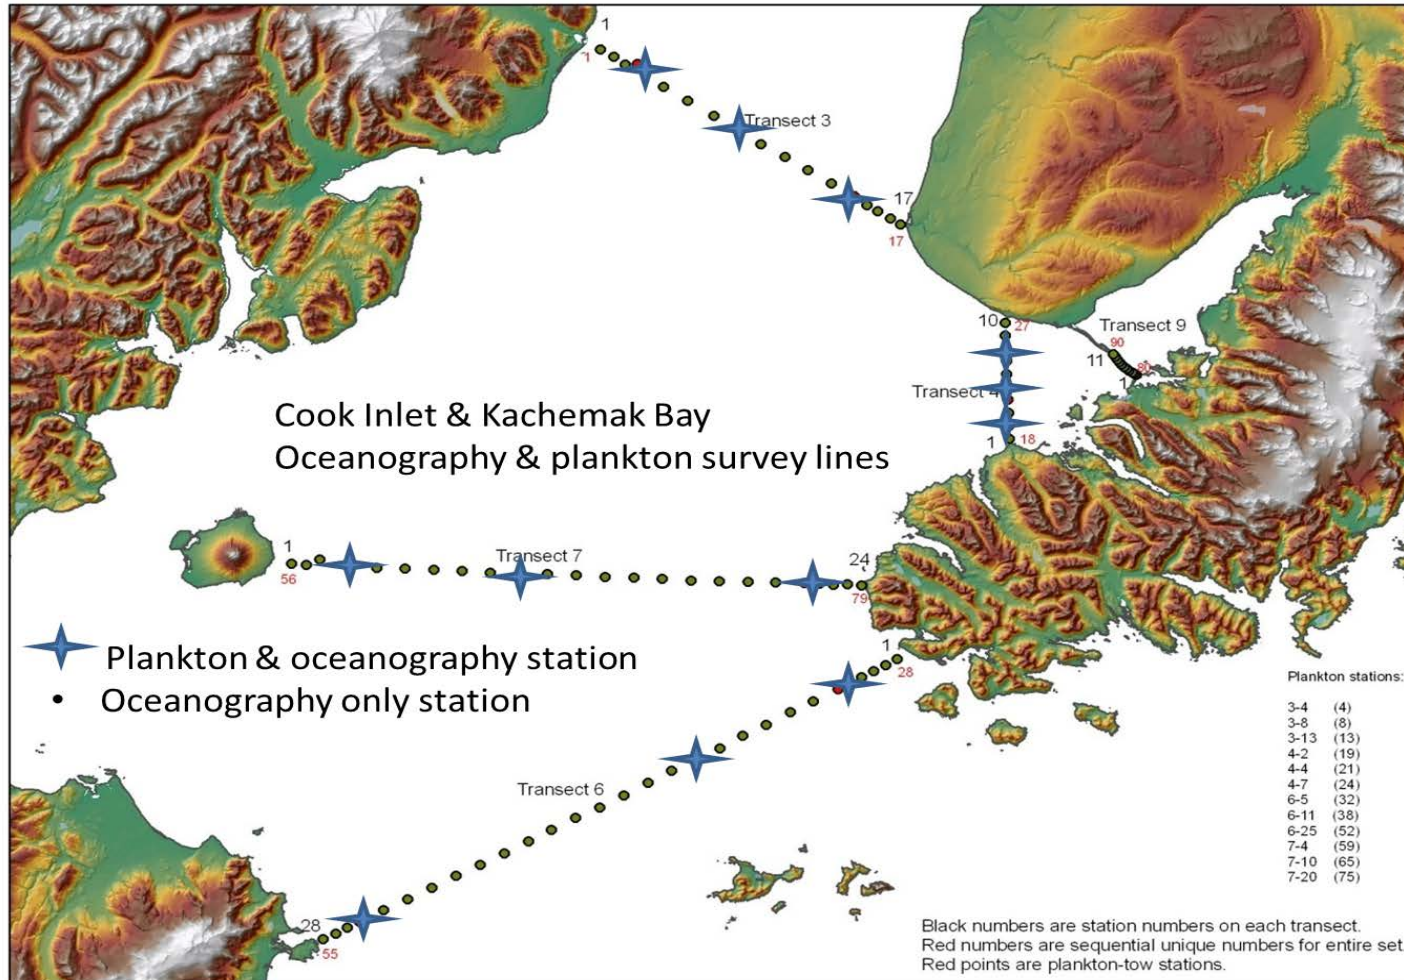 1
1
Transect 3
17
17
10
27
Transect 9
90
11
80
1
Transect 4
1
18
Cook Inlet & Kachemak Bay
Oceanography & plankton survey lines
1
Transect 7
24
56
79
Plankton & oceanography station
• Oceanography only station
1
28
Transect 6
28
55
Plankton stations:
3-4 (4)
3-8 (8)
3-13 (13)
4-2 (19)
4-4 (21)
4-7 (24)
6-5 (32)
6-11 (38)
6-25 (52)
7-4 (59)
7-10 (65)
7-20 (75)
Black numbers are station numbers on each transect.
Red numbers are sequential unique numbers for entire set.
Red points are plankton-tow stations.